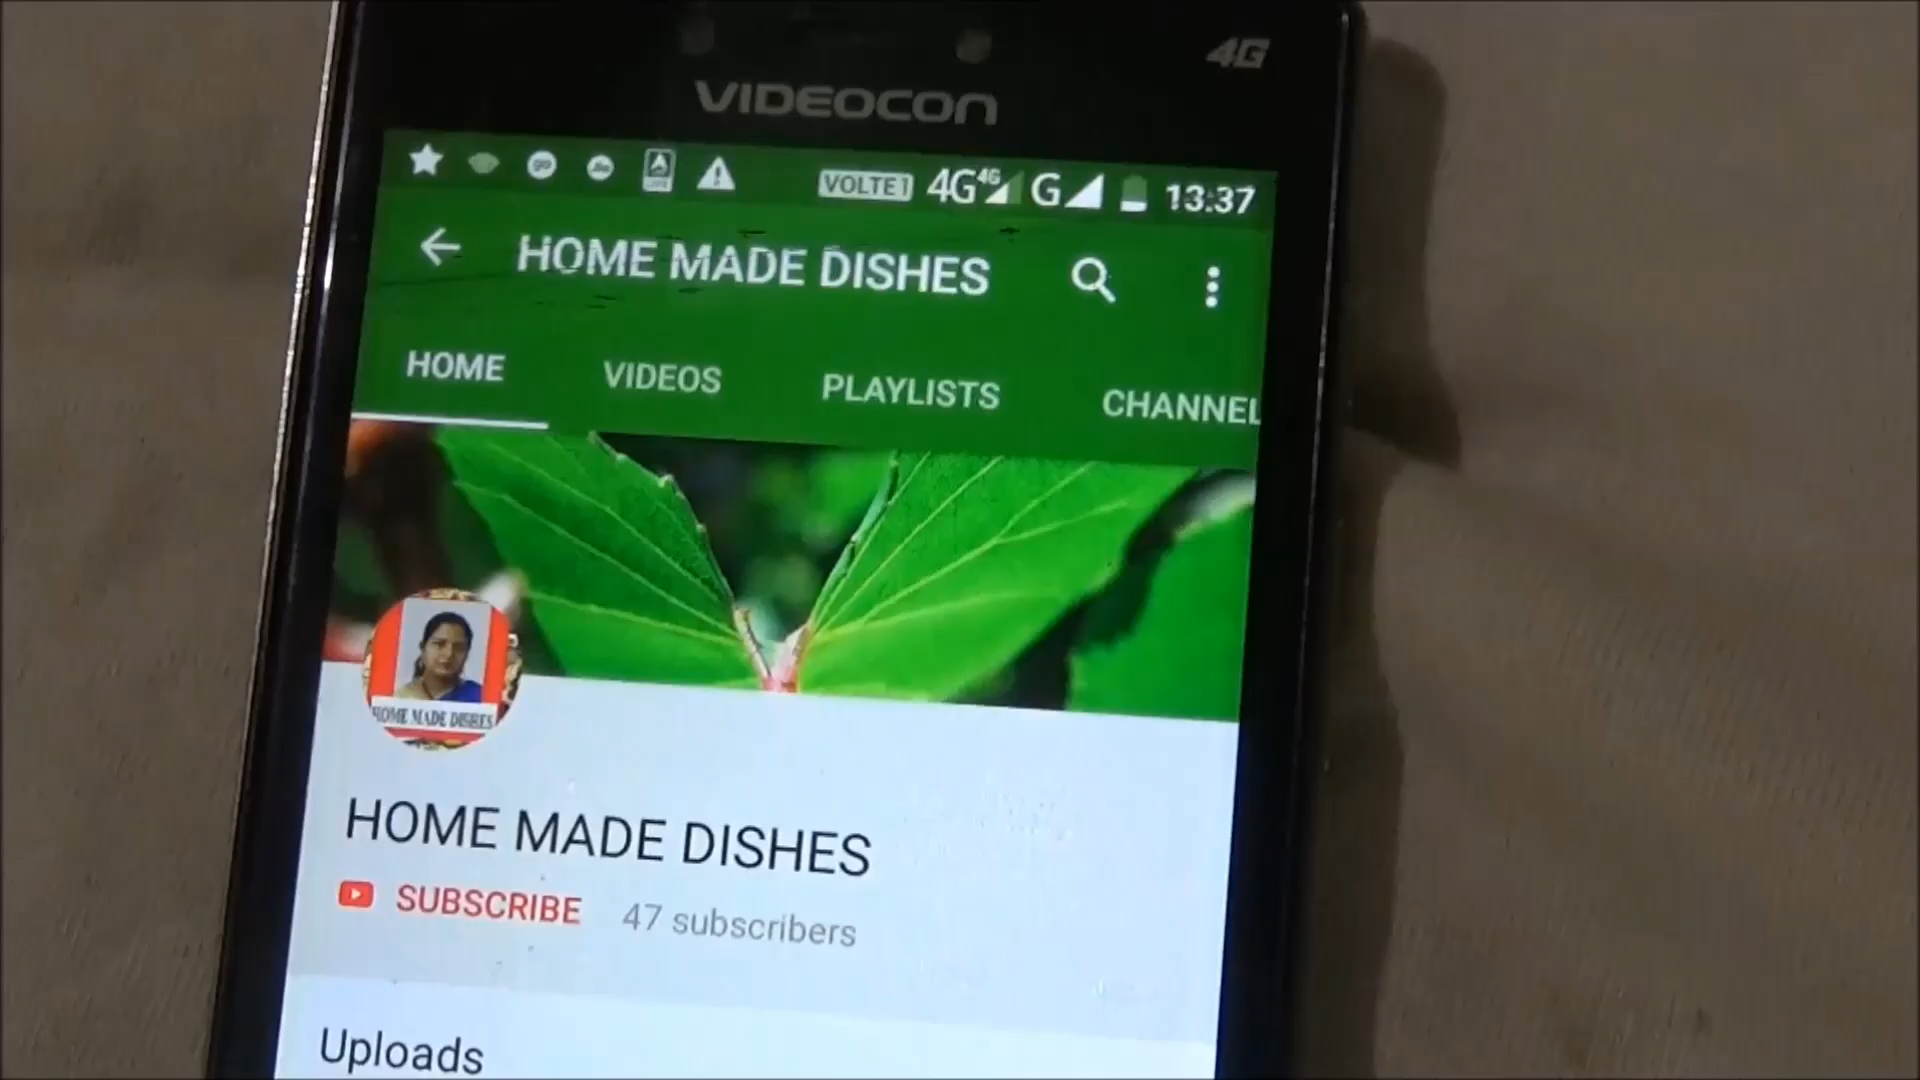 4G
VIDEOCON
VOLTE 1 4G 4G G 13:37
HOME MADE DISHES
HOME VIDEOS PLAYLISTS CHANNEL
HOME MADE DISHES
HOME MADE DISHES
SUBSCRIBE 47 subscribers
Uploads